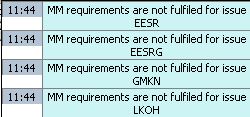 11:44 MM requirements are not fulfiled for issue
EESR
11:44 MM requirements are not fulfiled for issue
EESRG
11:44 MM requirements are not fulfiled for issue
GMKN
11:44 MM requirements are not fulfiled for issue
LKOH